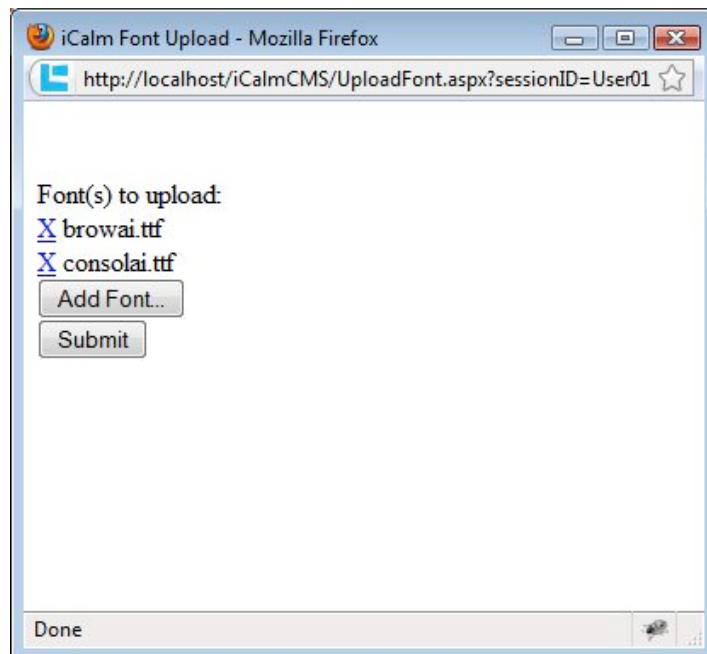 iCalm Font Upload - Mozilla Firefox
http://localhost/iCalmCMS/UploadFont.aspx?sessionID=User01
Font(s) to upload:
X browai.ttf
X consolai.ttf
Add Font...
Submit
Done